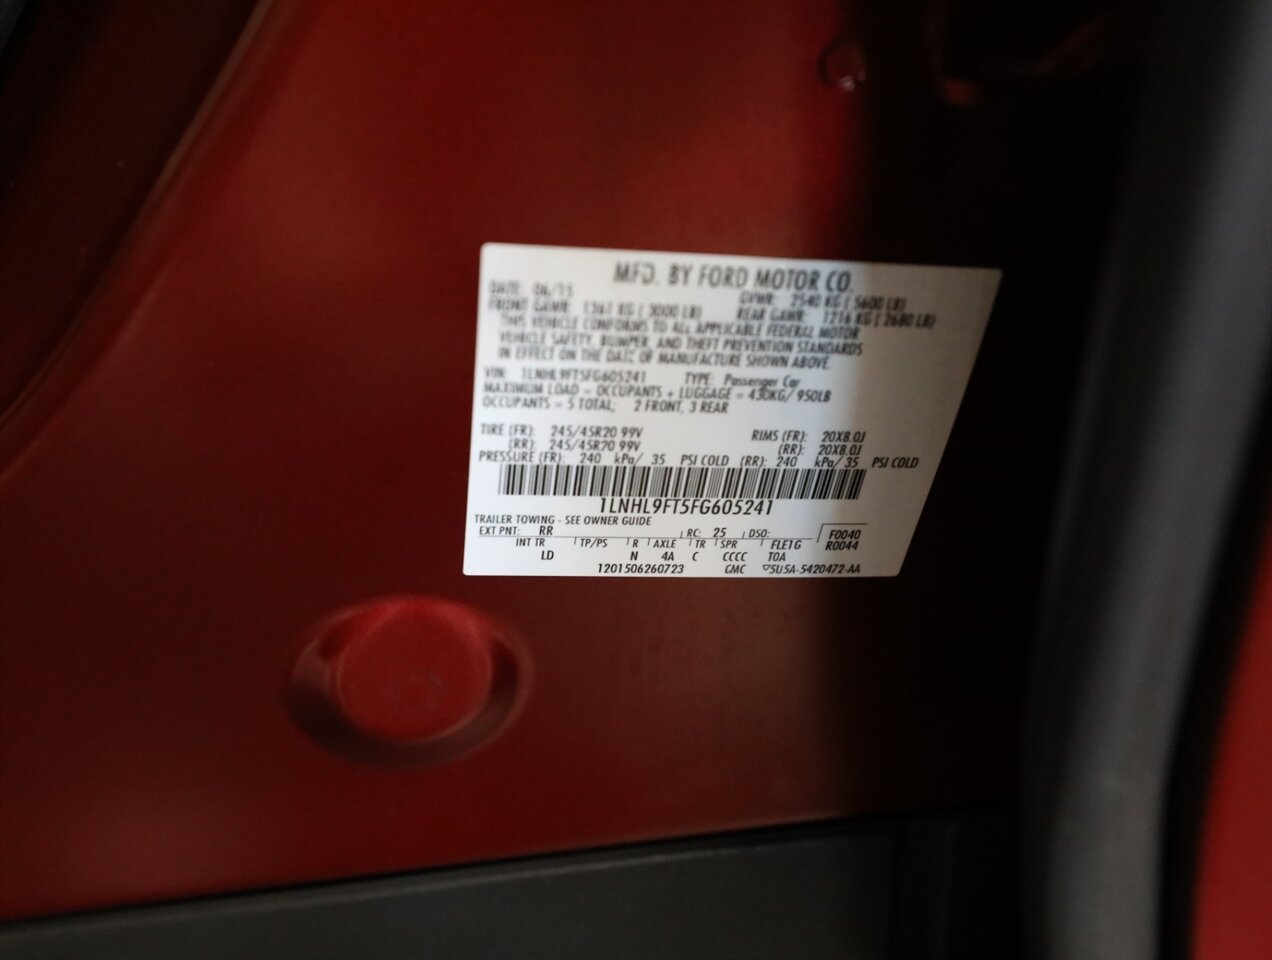 MFD. BY FORD MOTOR CO.
DATE: 06/15 GVWR: 2540 KG ( 5600 LB)
FRONT GAWR: 1361 KG ( 3000 LB) REAR GAWR: 1216 KG ( 2680 LB)
THIS VEHICLE CONFORMS TO ALL APPLICABLE FEDERAL MOTOR
VEHICLE SAFETY, BUMPER, AND THEFT PREVENTION STANDARDS
IN EFFECT ON THE DATE OF MANUFACTURE SHOWN ABOVE.
VIN: 1LNHL9FT5FG605241 TYPE: Passenger Car
MAXIMUM LOAD = OCCUPANTS + LUGGAGE = 430KG/ 950LB
OCCUPANTS = 5 TOTAL; 2 FRONT, 3 REAR
TIRE (FR): 245/45R20 99V RIMS (FR): 20X8.0J
(RR): 245/45R20 99V (RR): 20X8.0J
PRESSURE (FR): 240 kPa/ 35 PSI COLD (RR): 240 kPa/ 35 PSI COLD
1LNHL9FT5FG605241
TRAILER TOWING - SEE OWNER GUIDE
EXT PNT: RR RC: 25 DSO: F0040
INT TR TP/PS R AXLE TR SPR FLE1G R0044
LD N 4A C CCCC TOA
1201506260723 GMC ▽5U5A-5420472-AA